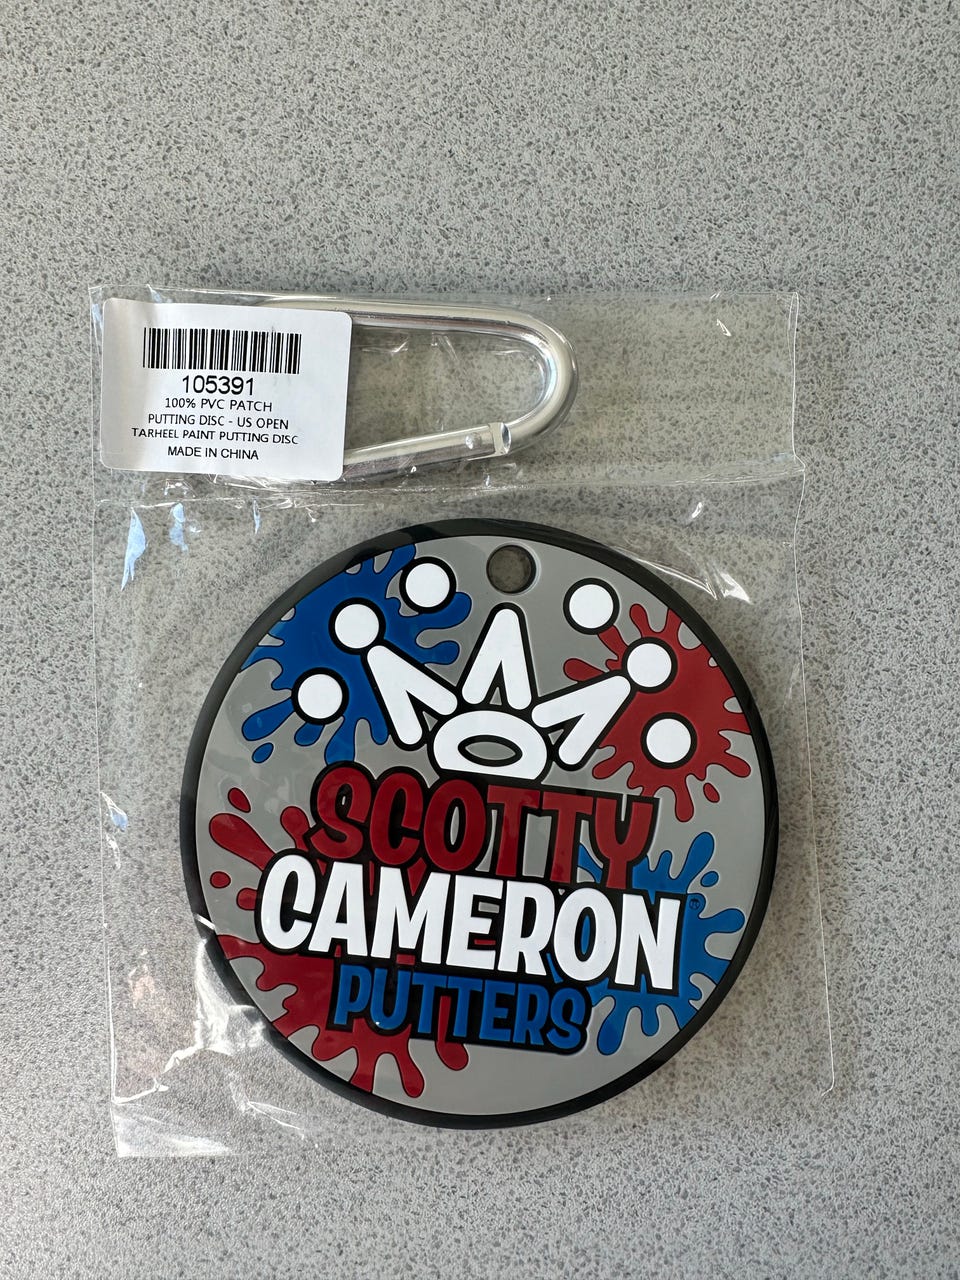 105391
100% PVC PATCH
PUTTING DISC - US OPEN
TARHEEL PAINT PUTTING DISC
MADE IN CHINA
SCOTTY
CAMERON®
PUTTERS